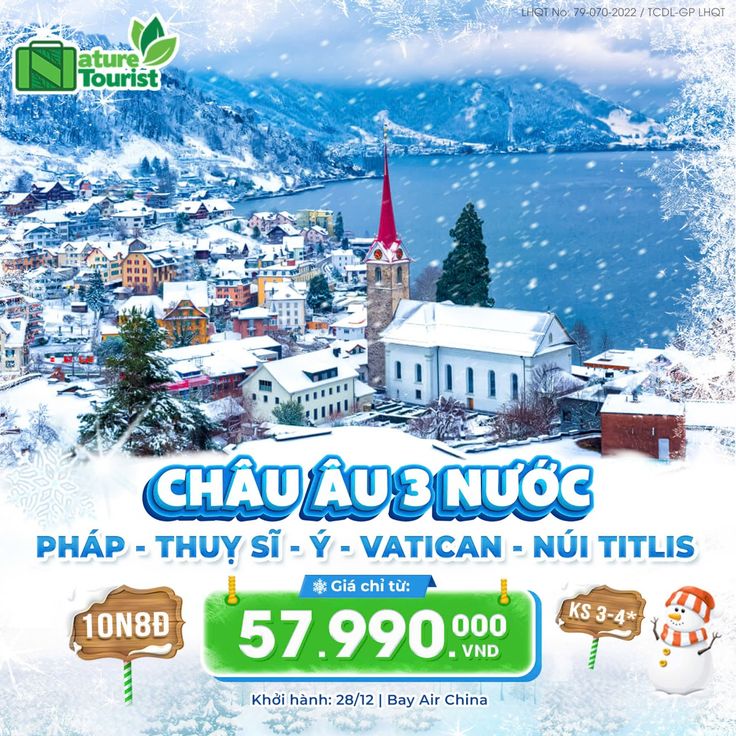 LHQT No: 79-070-2022 / TCDL-GP LHQT
Nature
Tourist
CHÂU ÂU 3 NƯỚC
PHÁP - THUỴ SĨ - Ý - VATICAN - NÚI TITLIS
Giá chỉ từ:
10N8Đ
57.990.000
VND
KS 3-4*
Khởi hành: 28/12 | Bay Air China